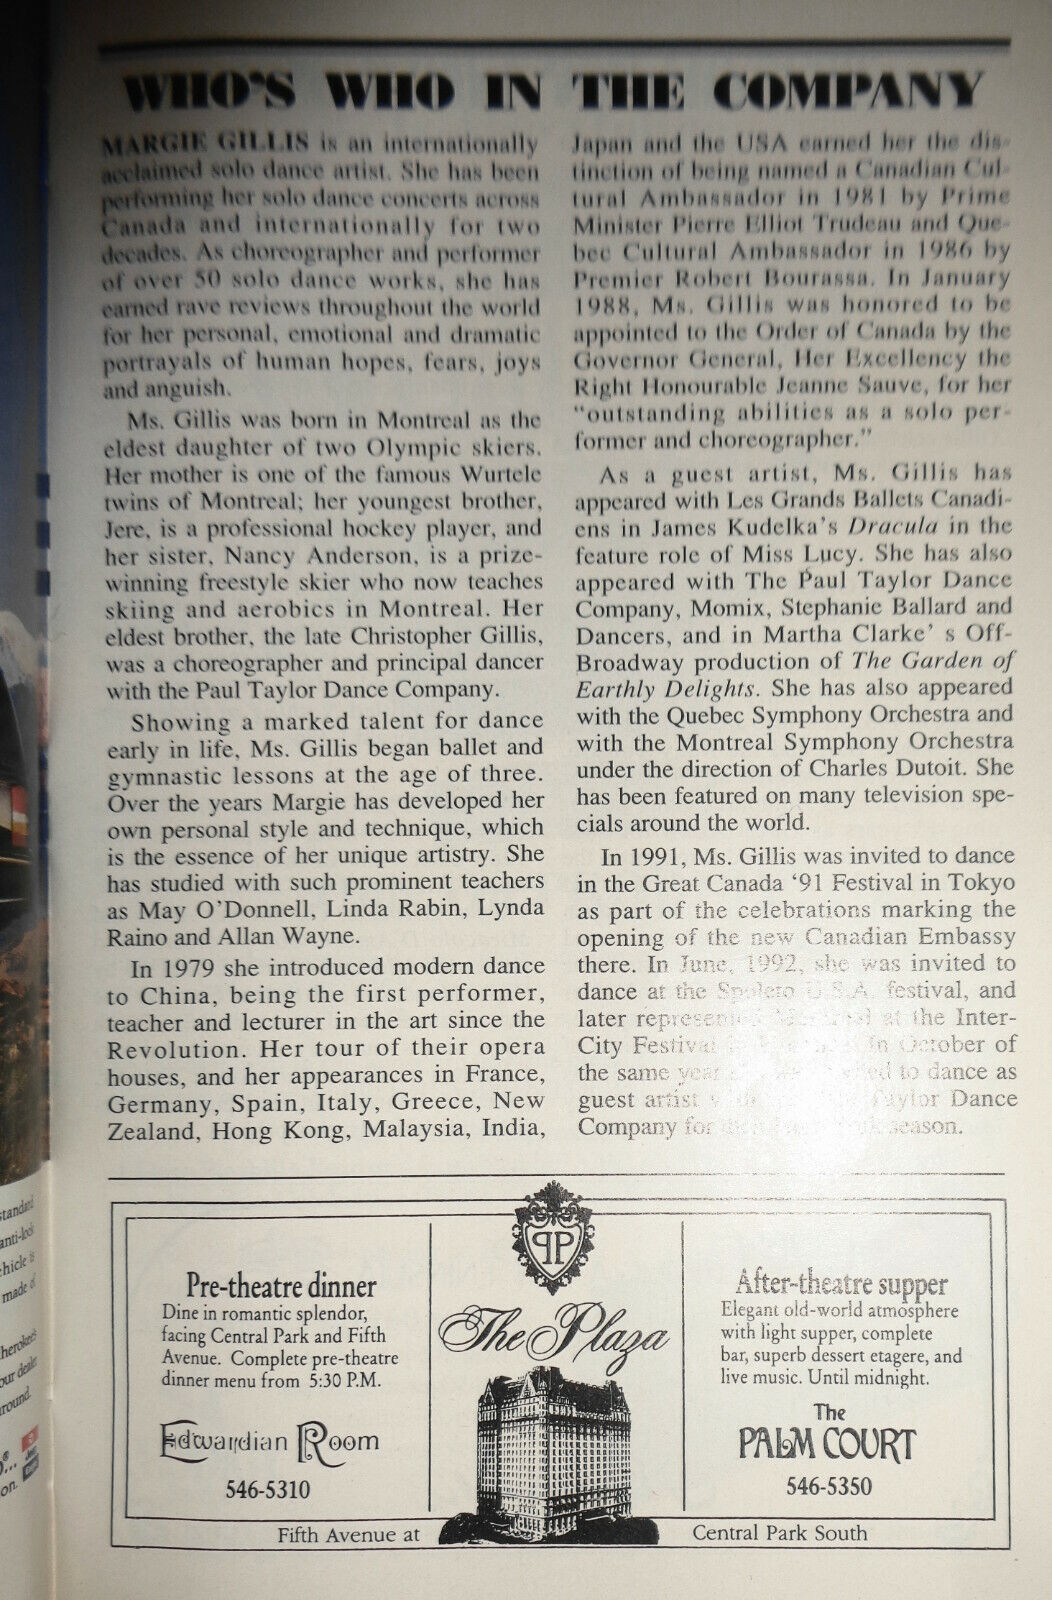 WHO'S WHO IN THE COMPANY
MARGIE GILLIS is an internationally
acclaimed solo dance artist. She has been
performing her solo dance concerts across
Canada and internationally for two
decades. As choreographer and performer
of over 50 solo dance works, she has
earned rave reviews throughout the world
for her personal, emotional and dramatic
portrayals of human hopes, fears, joys
and anguish.
Ms. Gillis was born in Montreal as the
eldest daughter of two Olympic skiers.
Her mother is one of the famous Wurtele
twins of Montreal; her youngest brother,
Jere, is a professional hockey player, and
her sister, Nancy Anderson, is a prize-
winning freestyle skier who now teaches
skiing and aerobics in Montreal. Her
eldest brother, the late Christopher Gillis,
was a choreographer and principal dancer
with the Paul Taylor Dance Company.
Showing a marked talent for dance
early in life, Ms. Gillis began ballet and
gymnastic lessons at the age of three.
Over the years Margie has developed her
own personal style and technique, which
is the essence of her unique artistry. She
has studied with such prominent teachers
as May O'Donnell, Linda Rabin, Lynda
Raino and Allan Wayne.
In 1979 she introduced modern dance
to China, being the first performer,
teacher and lecturer in the art since the
Revolution. Her tour of their opera
houses, and her appearances in France,
Germany, Spain, Italy, Greece, New
Zealand, Hong Kong, Malaysia, India,
Japan and the USA earned her the dis-
tinction of being named a Canadian Cul-
tural Ambassador in 1981 by Prime
Minister Pierre Elliot Trudeau and Que-
bec Cultural Ambassador in 1986 by
Premier Robert Bourassa. In January
1988, Ms. Gillis was honored to be
appointed to the Order of Canada by the
Governor General, Her Excellency the
Right Honourable Jeanne Sauve, for her
"outstanding abilities as a solo per-
former and choreographer."
As a guest artist, Ms. Gillis has
appeared with Les Grands Ballets Canadi-
ens in James Kudelka's Dracula in the
feature role of Miss Lucy. She has also
appeared with The Paul Taylor Dance
Company, Momix, Stephanie Ballard and
Dancers, and in Martha Clarke' s Off-
Broadway production of The Garden of
Earthly Delights. She has also appeared
with the Quebec Symphony Orchestra and
with the Montreal Symphony Orchestra
under the direction of Charles Dutoit. She
has been featured on many television spe-
cials around the world.
In 1991, Ms. Gillis was invited to dance
in the Great Canada '91 Festival in Tokyo
as part of the celebrations marking the
opening of the new Canadian Embassy
there. In June, 1992, she was invited to
dance at the Spoleto U.S.A. festival, and
later at the Inter-
City Festival In October of
the same year to dance as
guest artist Taylor Dance
Company for season.
standard
anti-lock
made of
PP
Pre-theatre dinner
Dine in romantic splendor,
facing Central Park and Fifth
Avenue. Complete pre-theatre
dinner menu from 5:30 P.M.
Edwardian Room
546-5310
The Plaza
After-theatre supper
Elegant old-world atmosphere
with light supper, complete
bar, superb dessert etagere, and
live music. Until midnight.
The
PALM COURT
546-5350
Fifth Avenue at
Central Park South